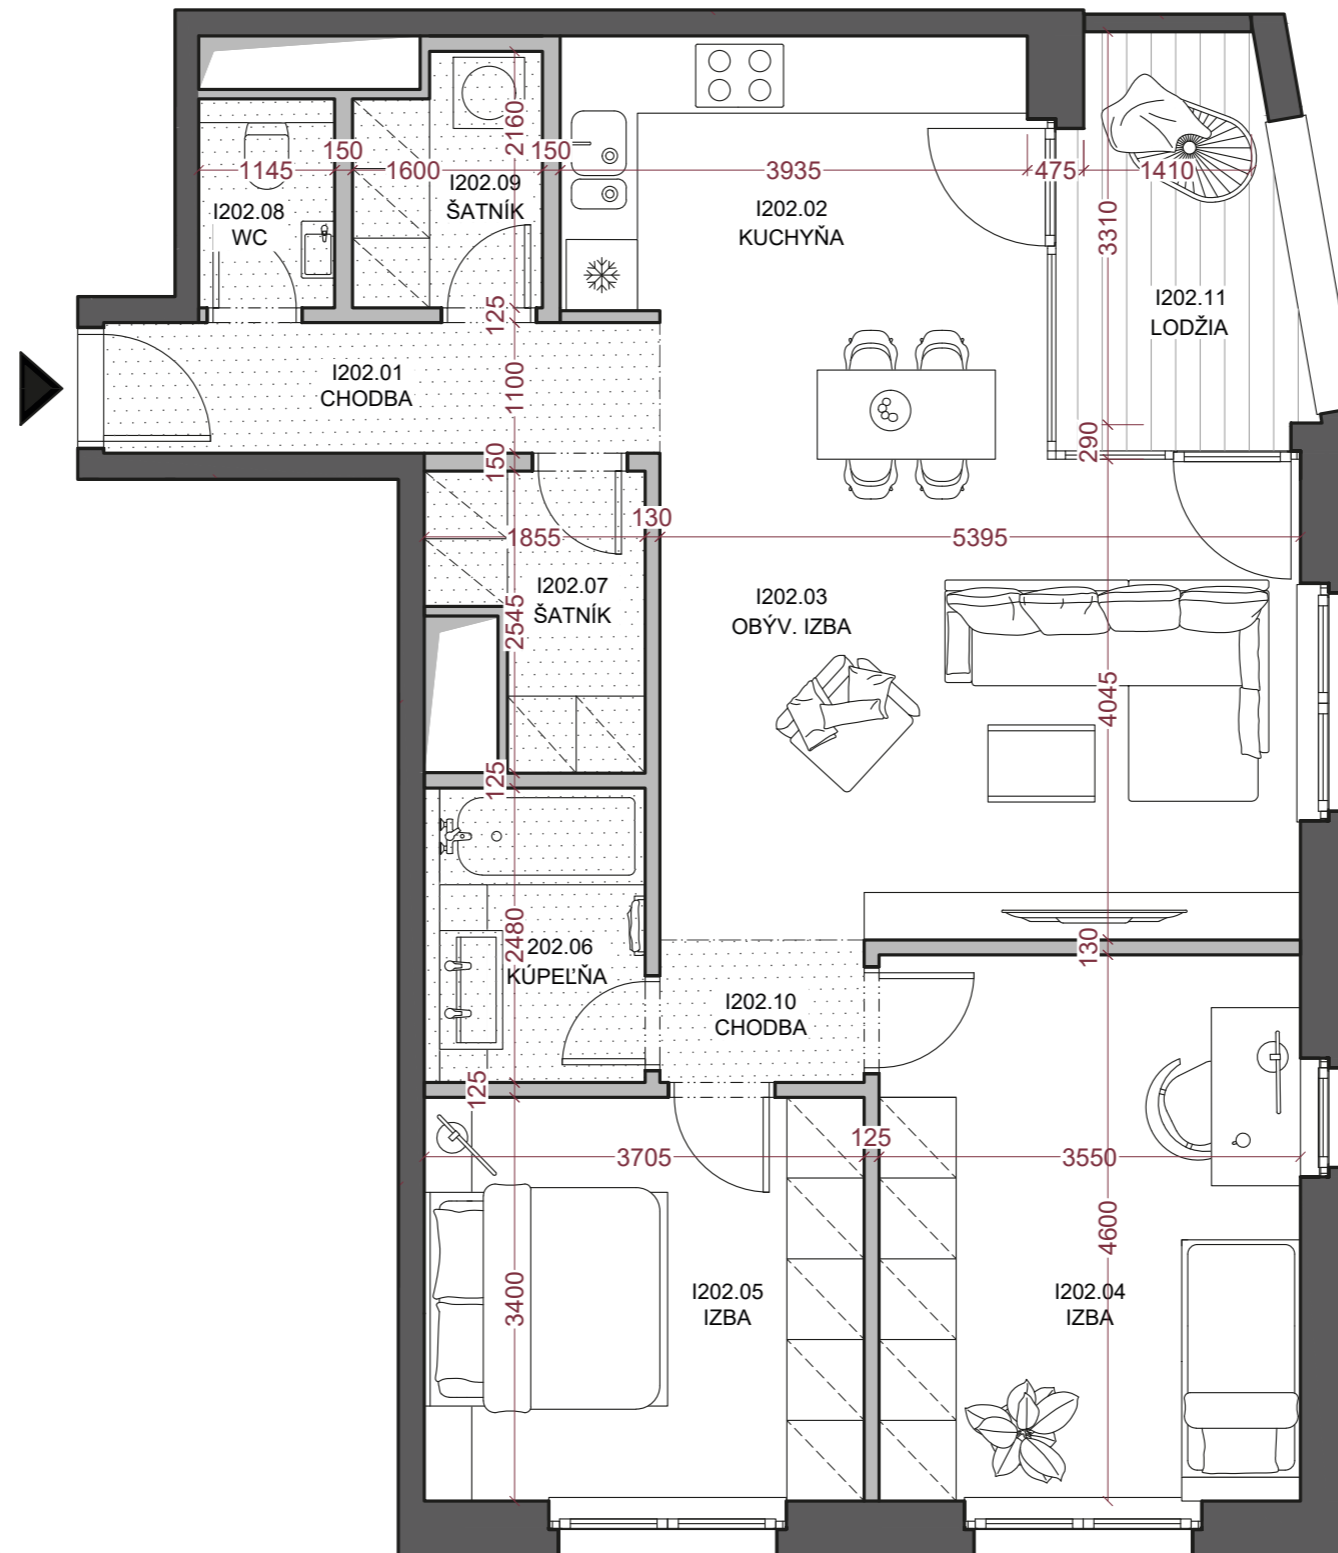 2160
150
150
1145
1600
3935
475
1410
I202.09
ŠATNÍK
I202.08
WC
I202.02
KUCHYŇA
3310
I202.11
LODŽIA
125
I202.01
CHODBA
1100
290
150
130
1855
5395
I202.07
ŠATNÍK
2545
I202.03
OBÝV. IZBA
4045
125
2480
202.06
KÚPEĽŇA
130
I202.10
CHODBA
125
125
3705
3550
4600
3400
I202.05
IZBA
I202.04
IZBA